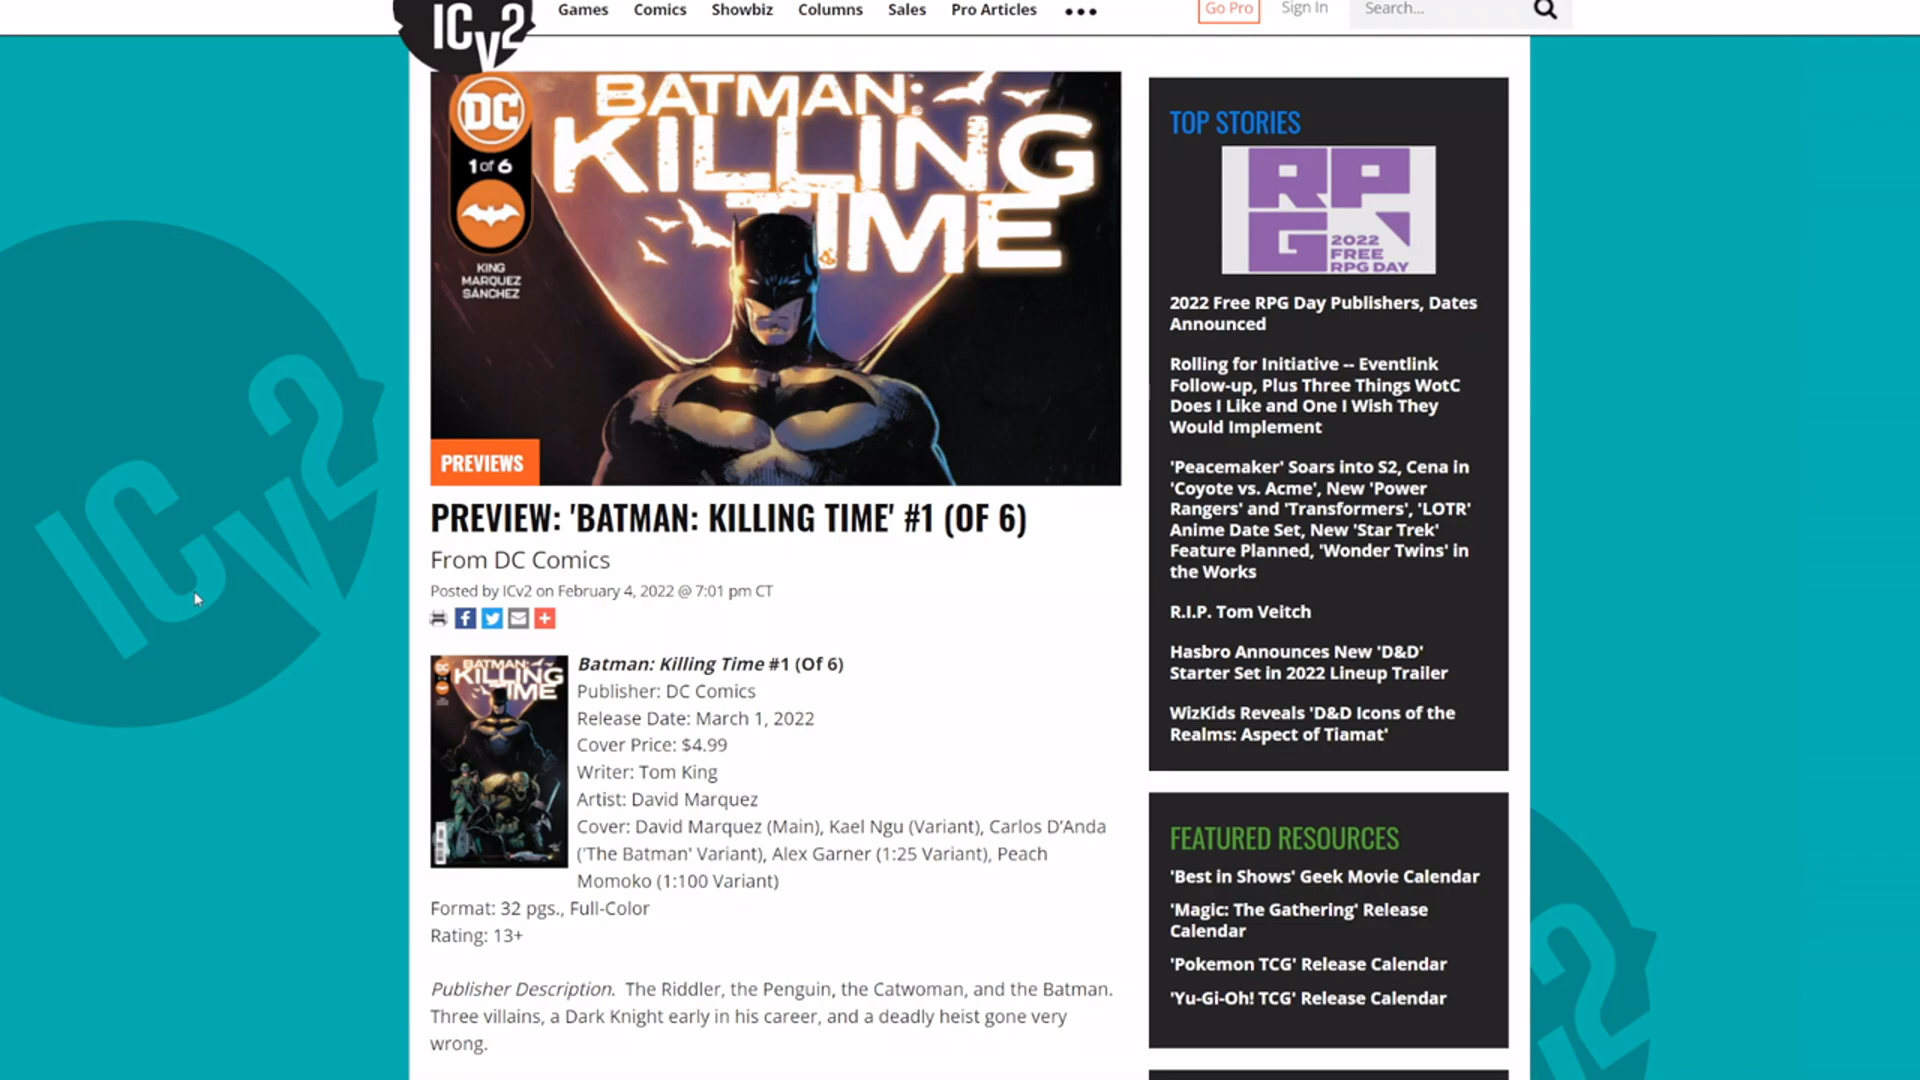 ICv2
Games Comics Showbiz Columns Sales Pro Articles
Go Pro Sign In Search...
DC
1 of 6
KING
MARQUEZ
SÁNCHEZ
BATMAN:
KILLING
TIME
PREVIEWS
PREVIEW: 'BATMAN: KILLING TIME' #1 (OF 6)
From DC Comics
Posted by ICv2 on February 4, 2022 @ 7:01 pm CT
BATMAN:
KILLING
TIME
Batman: Killing Time #1 (Of 6)
Publisher: DC Comics
Release Date: March 1, 2022
Cover Price: $4.99
Writer: Tom King
Artist: David Marquez
Cover: David Marquez (Main), Kael Ngu (Variant), Carlos D’Anda
('The Batman' Variant), Alex Garner (1:25 Variant), Peach
Momoko (1:100 Variant)
Format: 32 pgs., Full-Color
Rating: 13+
Publisher Description. The Riddler, the Penguin, the Catwoman, and the Batman.
Three villains, a Dark Knight early in his career, and a deadly heist gone very
wrong.
TOP STORIES
RPG
2022
FREE
RPG DAY
2022 Free RPG Day Publishers, Dates
Announced
Rolling for Initiative -- Eventlink
Follow-up, Plus Three Things WotC
Does I Like and One I Wish They
Would Implement
'Peacemaker' Soars into S2, Cena in
'Coyote vs. Acme', New 'Power
Rangers' and 'Transformers', 'LOTR'
Anime Date Set, New 'Star Trek'
Feature Planned, 'Wonder Twins' in
the Works
R.I.P. Tom Veitch
Hasbro Announces New 'D&D'
Starter Set in 2022 Lineup Trailer
WizKids Reveals 'D&D Icons of the
Realms: Aspect of Tiamat'
FEATURED RESOURCES
'Best in Shows' Geek Movie Calendar
'Magic: The Gathering' Release
Calendar
'Pokemon TCG' Release Calendar
'Yu-Gi-Oh! TCG' Release Calendar
ICv2
v2